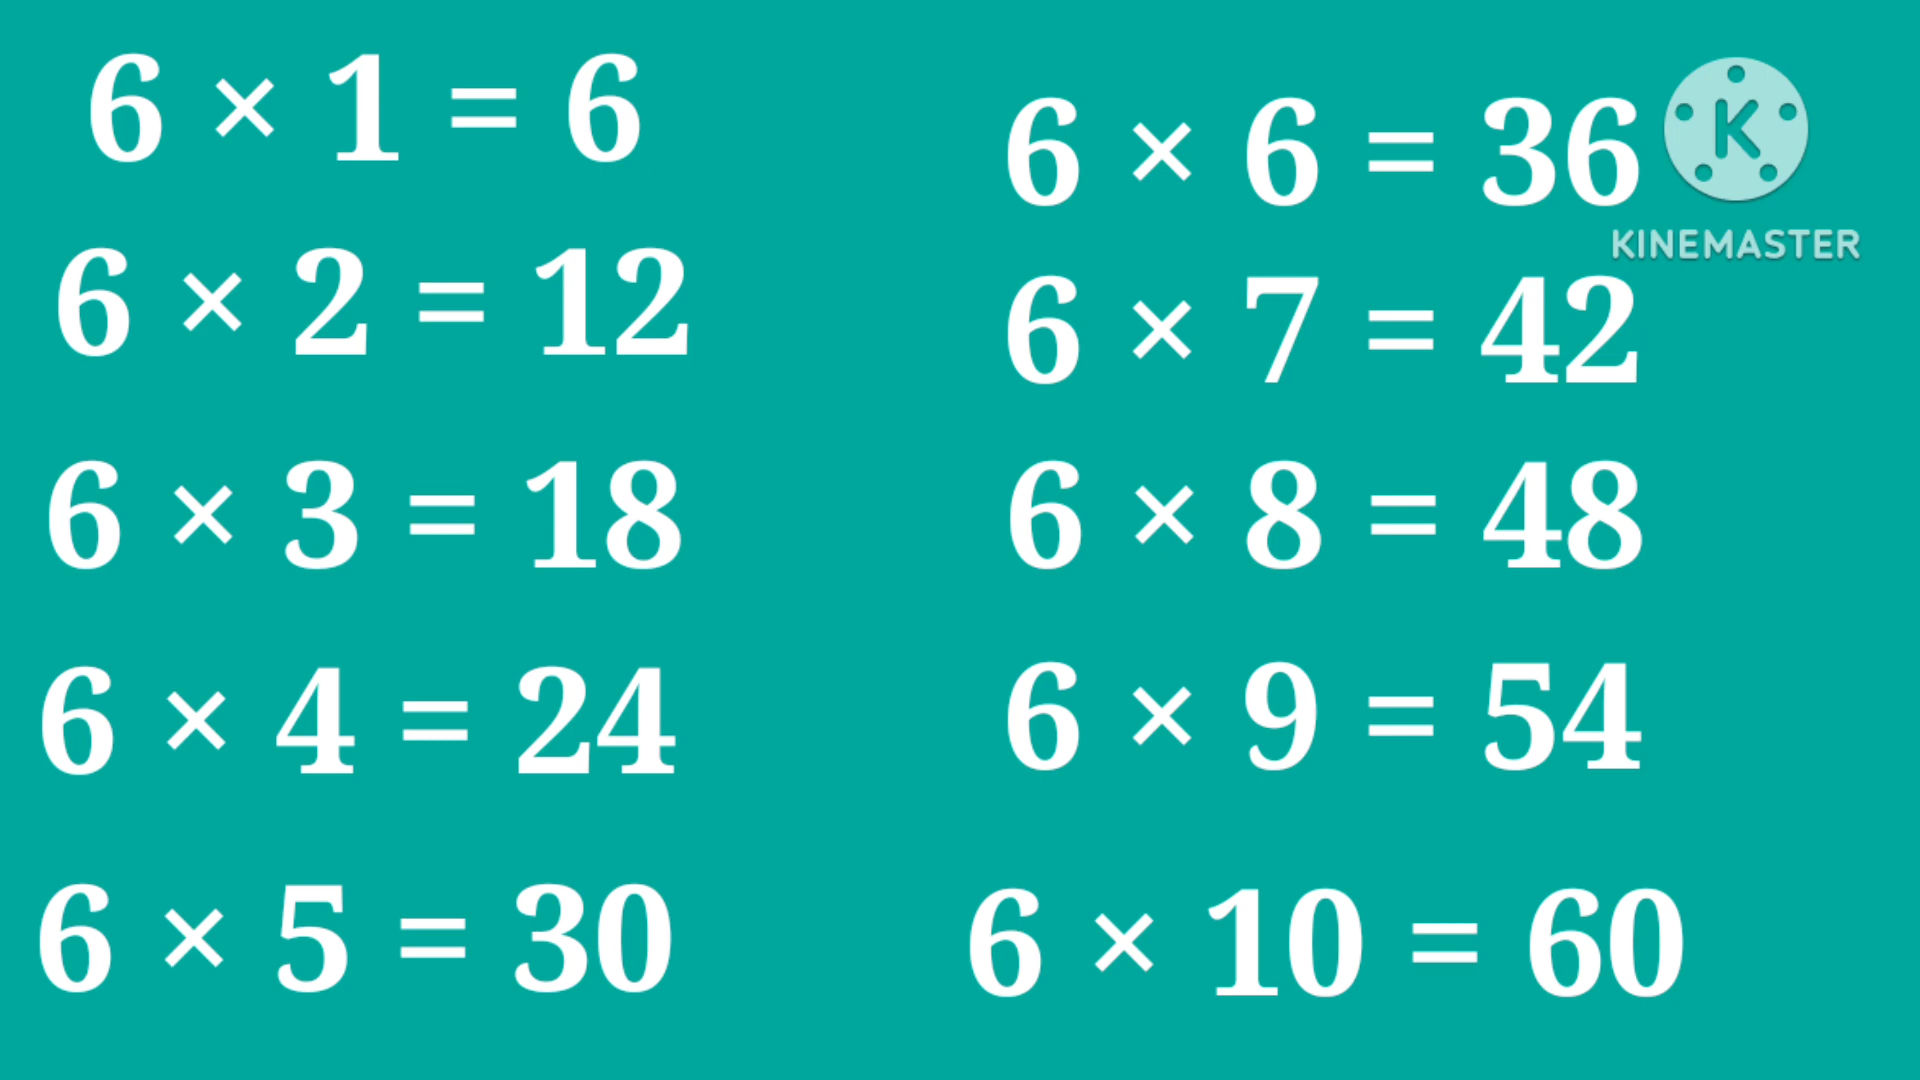 6 × 1 = 6
6 × 2 = 12
6 × 3 = 18
6 × 4 = 24
6 × 5 = 30
6 × 6 = 36
6 × 7 = 42
6 × 8 = 48
6 × 9 = 54
6 × 10 = 60
K
KINEMASTER